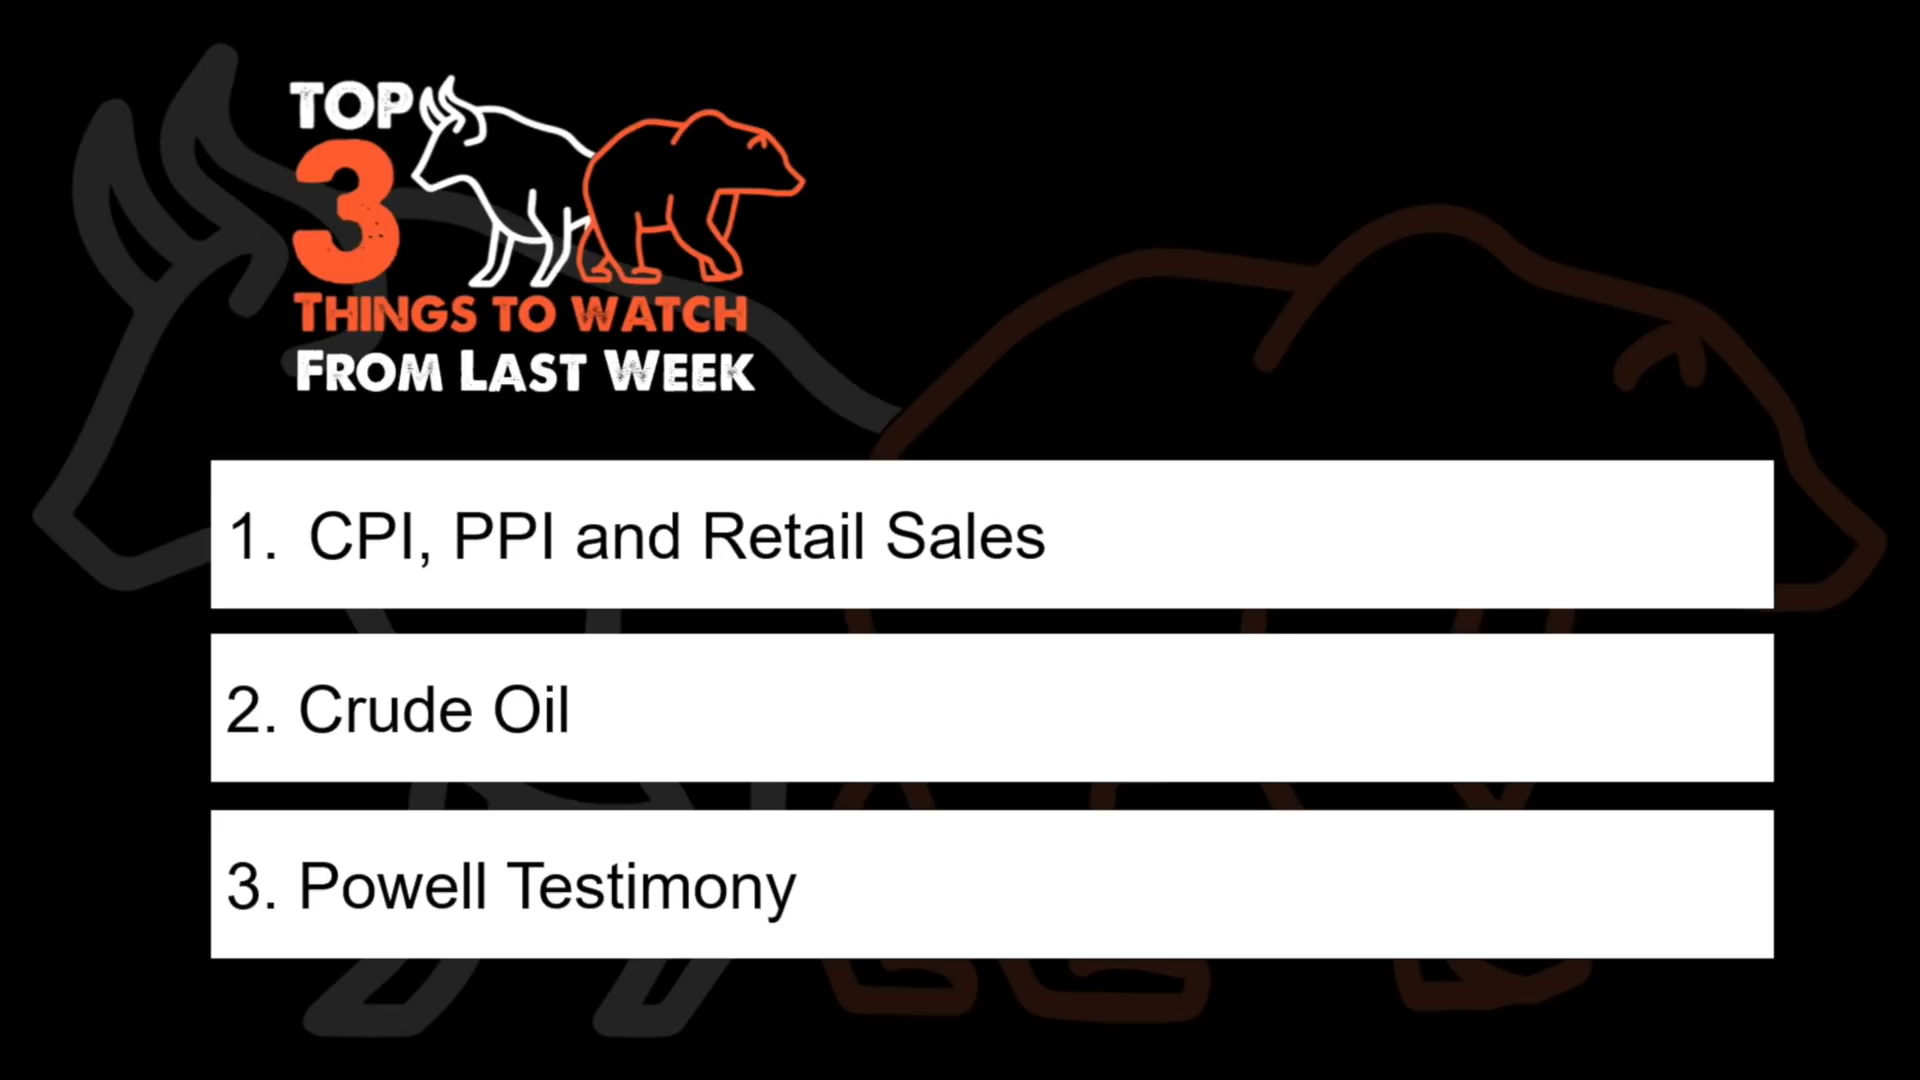 TOP
3
THINGS TO WATCH
FROM LAST WEEK
1. CPI, PPI and Retail Sales
2. Crude Oil
3. Powell Testimony